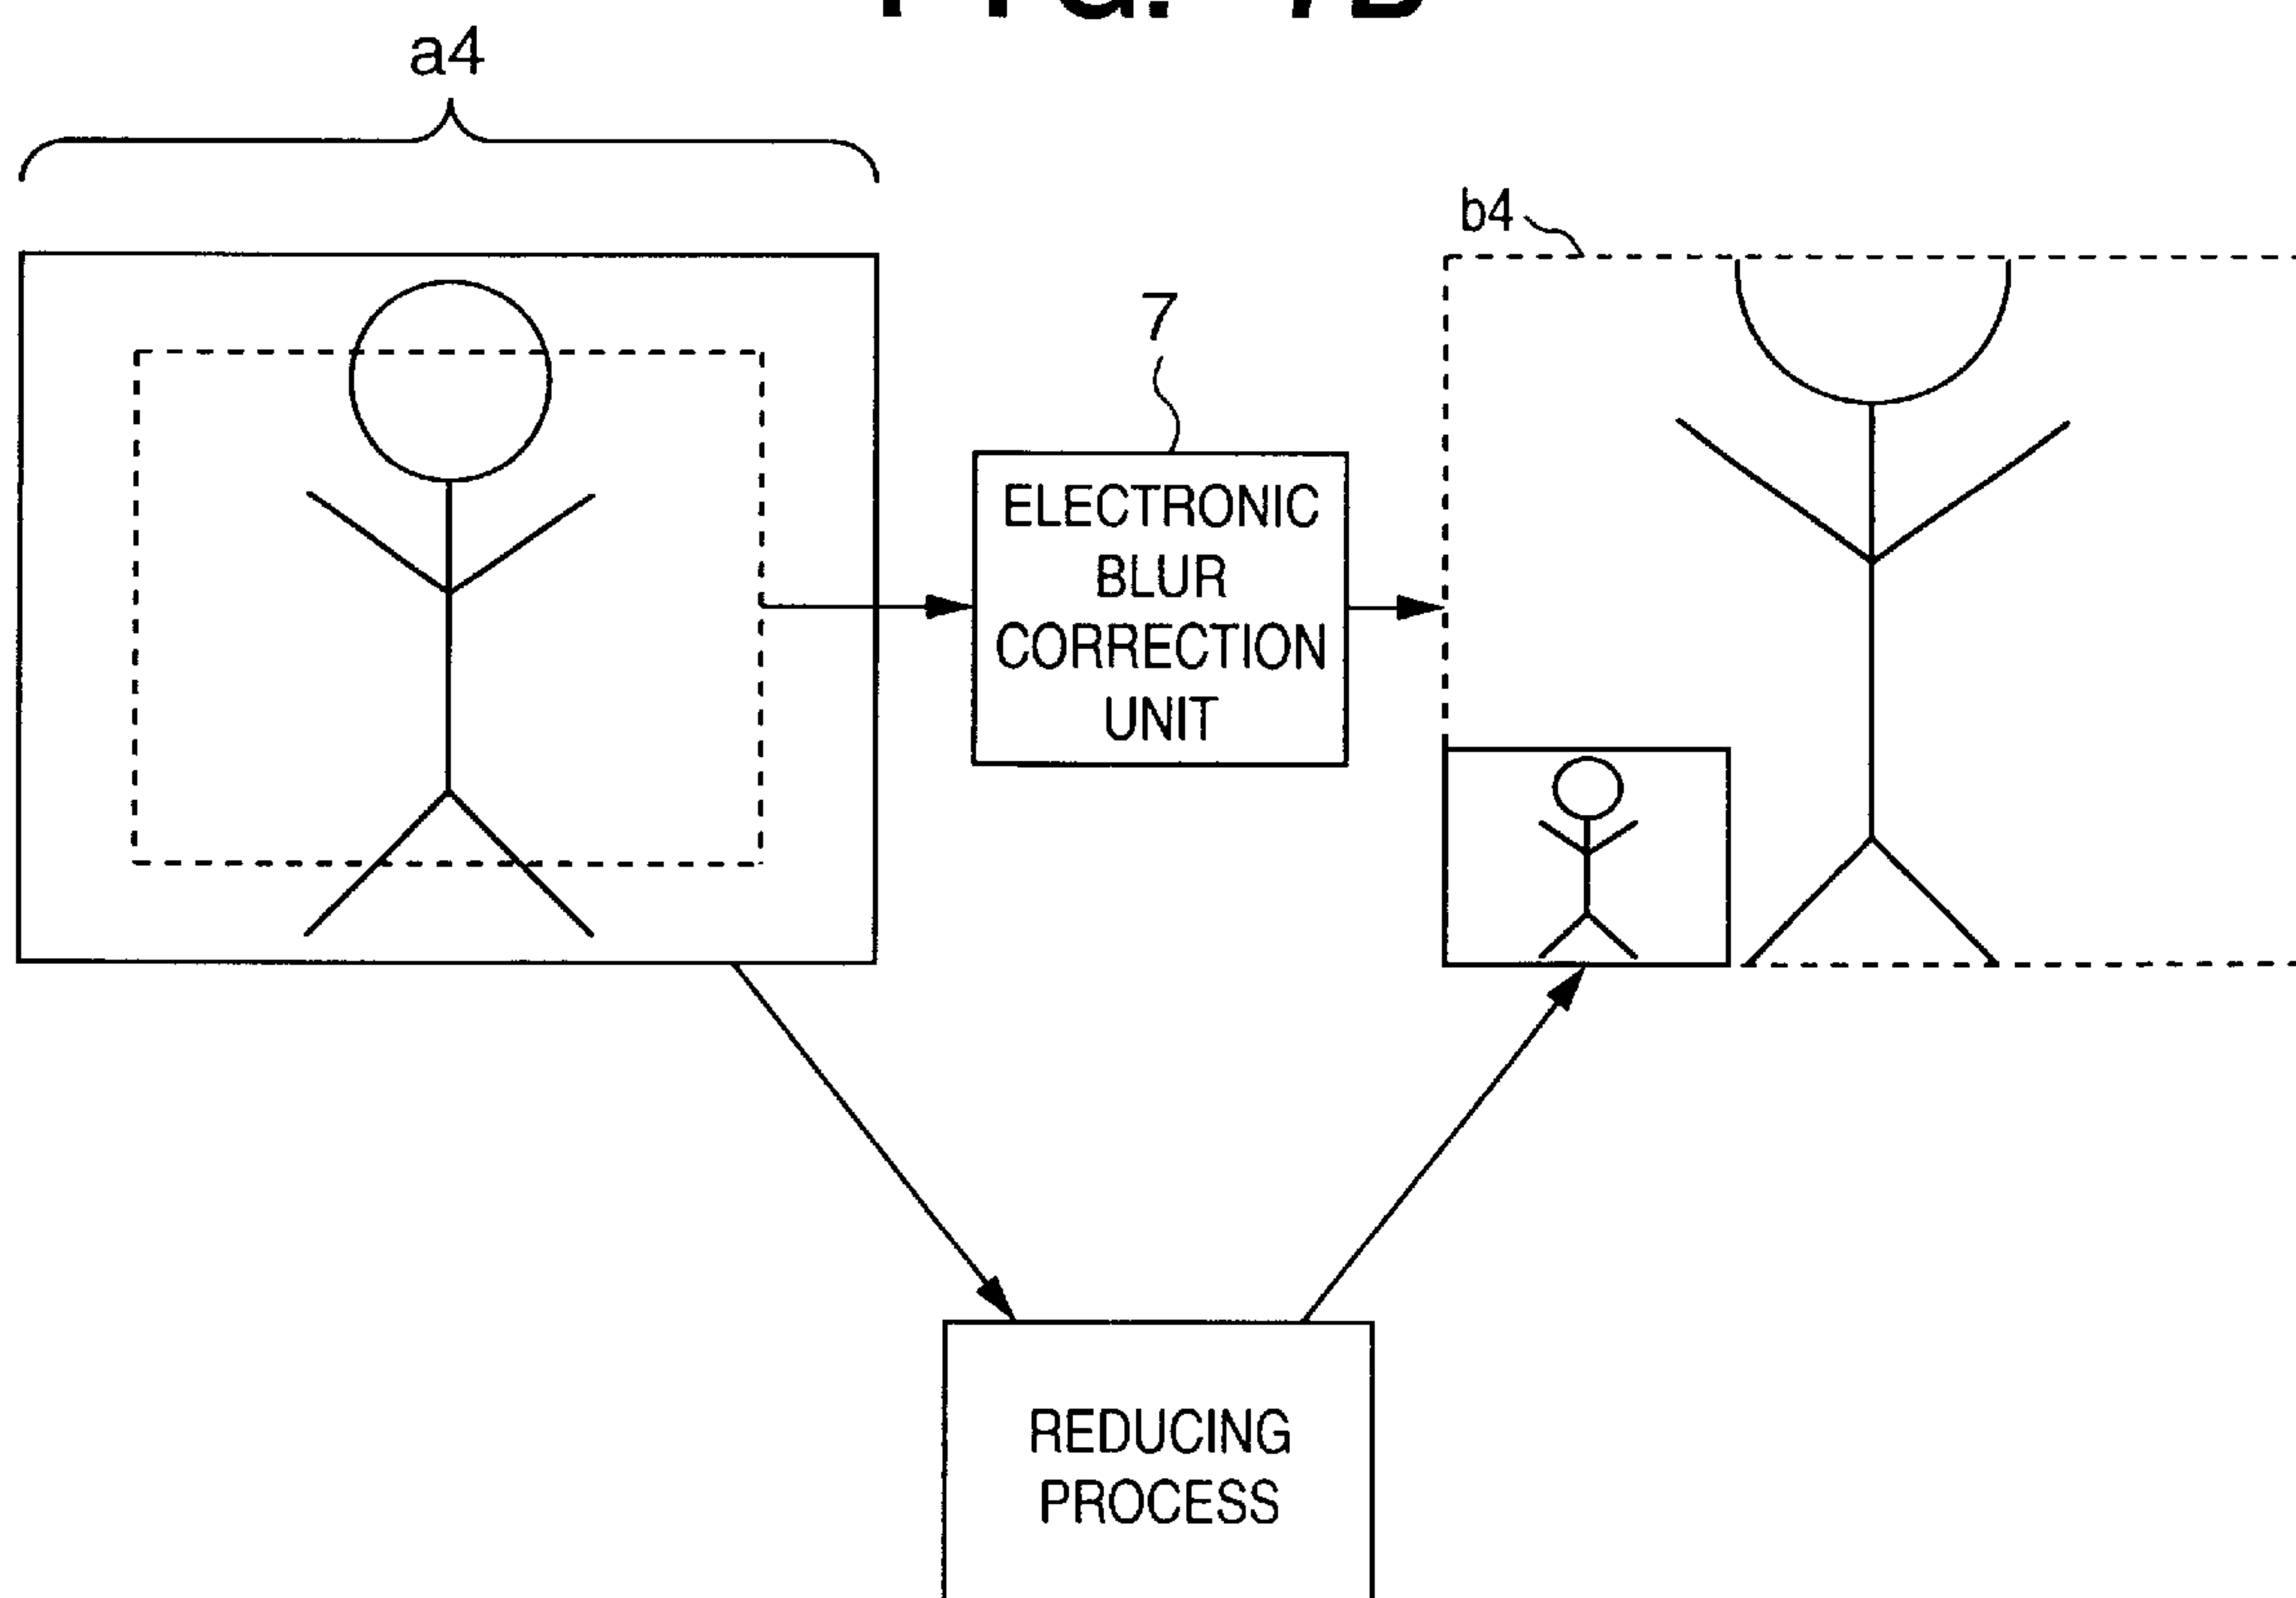 a4
b4
7
ELECTRONIC
BLUR
CORRECTION
UNIT
REDUCING
PROCESS